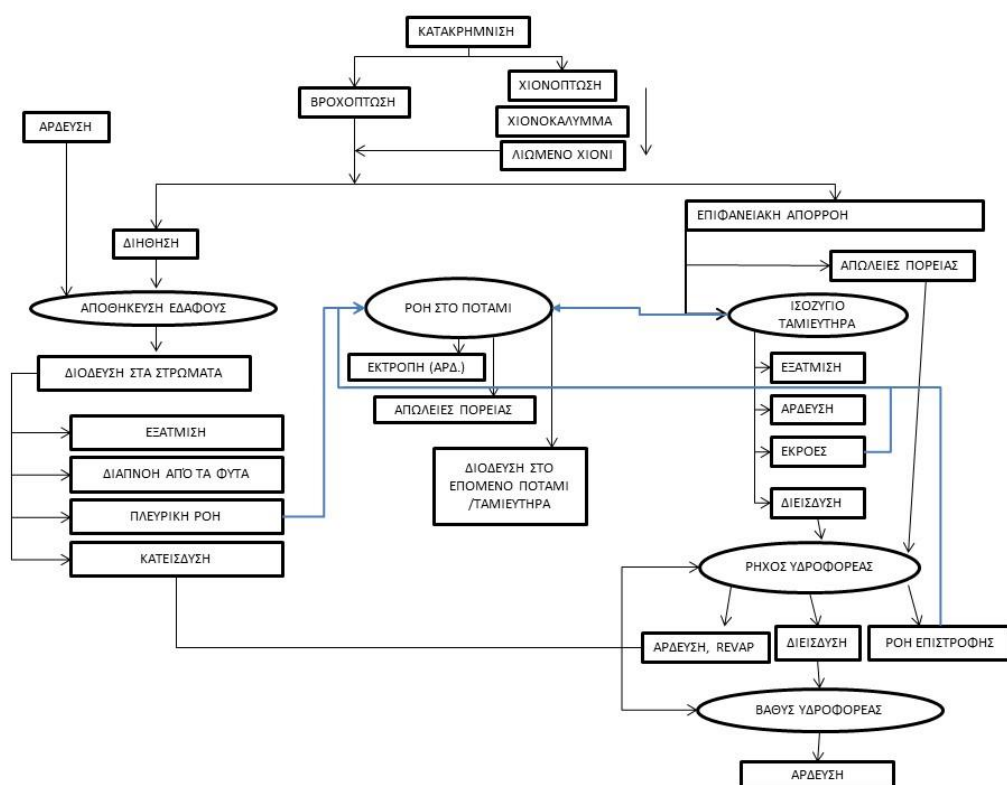 ΚΑΤΑΚΡΗΜΝΙΣΗ
ΧΙΟΝΟΠΤΩΣΗ
ΒΡΟΧΟΠΤΩΣΗ
ΧΙΟΝΟΚΑΛΥΜΜΑ
ΑΡΔΕΥΣΗ
ΛΙΩΜΕΝΟ ΧΙΟΝΙ
ΕΠΙΦΑΝΕΙΑΚΗ ΑΠΟΡΡΟΗ
ΔΙΗΘΗΣΗ
ΑΠΩΛΕΙΕΣ ΠΟΡΕΙΑΣ
ΑΠΟΘΗΚΕΥΣΗ ΕΔΑΦΟΥΣ
ΡΟΗ ΣΤΟ ΠΟΤΑΜΙ
ΙΣΟΖΥΓΙΟ
ΤΑΜΙΕΥΤΗΡΑ
ΔΙΟΔΕΥΣΗ ΣΤΑ ΣΤΡΩΜΑΤΑ
ΕΚΤΡΟΠΗ (ΑΡΔ.)
ΕΞΑΤΜΙΣΗ
ΑΠΩΛΕΙΕΣ ΠΟΡΕΙΑΣ
ΑΡΔΕΥΣΗ
ΕΞΑΤΜΙΣΗ
ΕΚΡΟΕΣ
ΔΙΑΠΝΟΗ ΑΠΌ ΤΑ ΦΥΤΑ
ΔΙΟΔΕΥΣΗ ΣΤΟ
ΕΠΟΜΕΝΟ ΠΟΤΑΜΙ
/ΤΑΜΙΕΥΤΗΡΑ
ΔΙΕΙΣΔΥΣΗ
ΠΛΕΥΡΙΚΗ ΡΟΗ
ΚΑΤΕΙΣΔΥΣΗ
ΡΗΧΟΣ ΥΔΡΟΦΟΡΕΑΣ
ΑΡΔΕΥΣΗ, REVAP
ΔΙΕΙΣΔΥΣΗ
ΡΟΗ ΕΠΙΣΤΡΟΦΗΣ
ΒΑΘΥΣ ΥΔΡΟΦΟΡΕΑΣ
ΑΡΔΕΥΣΗ